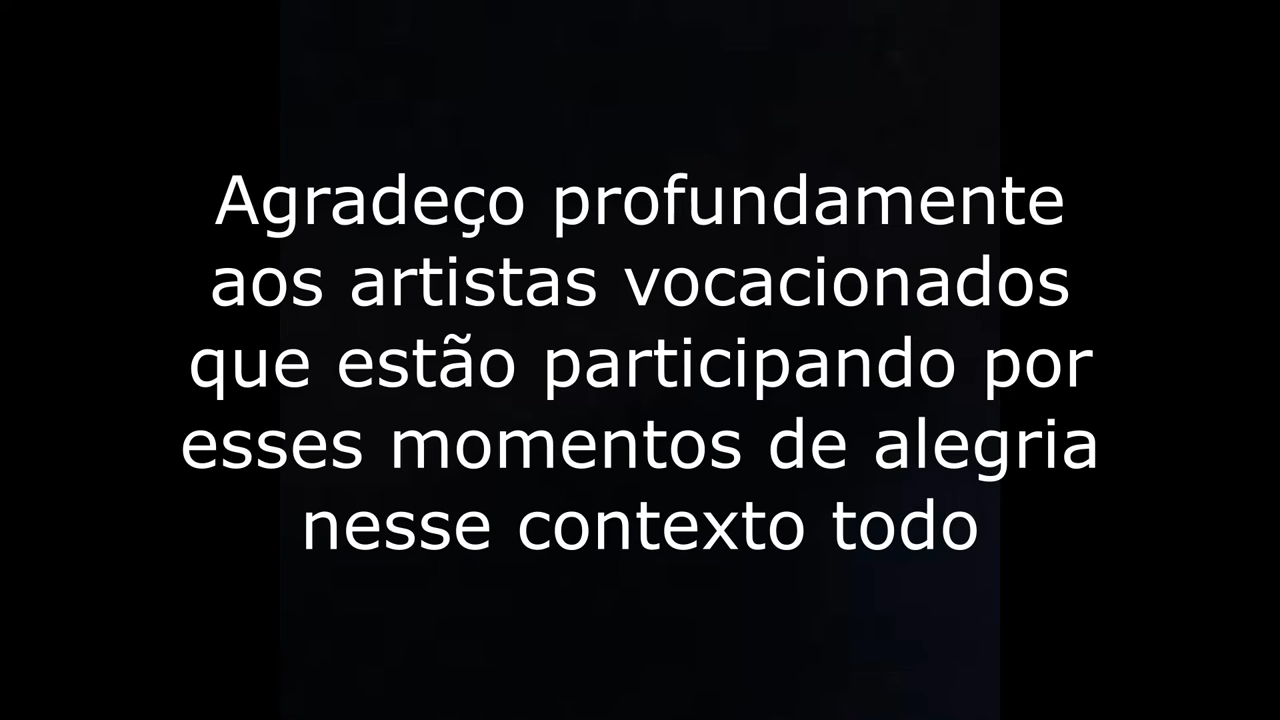 Agradeço profundamente
aos artistas vocacionados
que estão participando por
esses momentos de alegria
nesse contexto todo